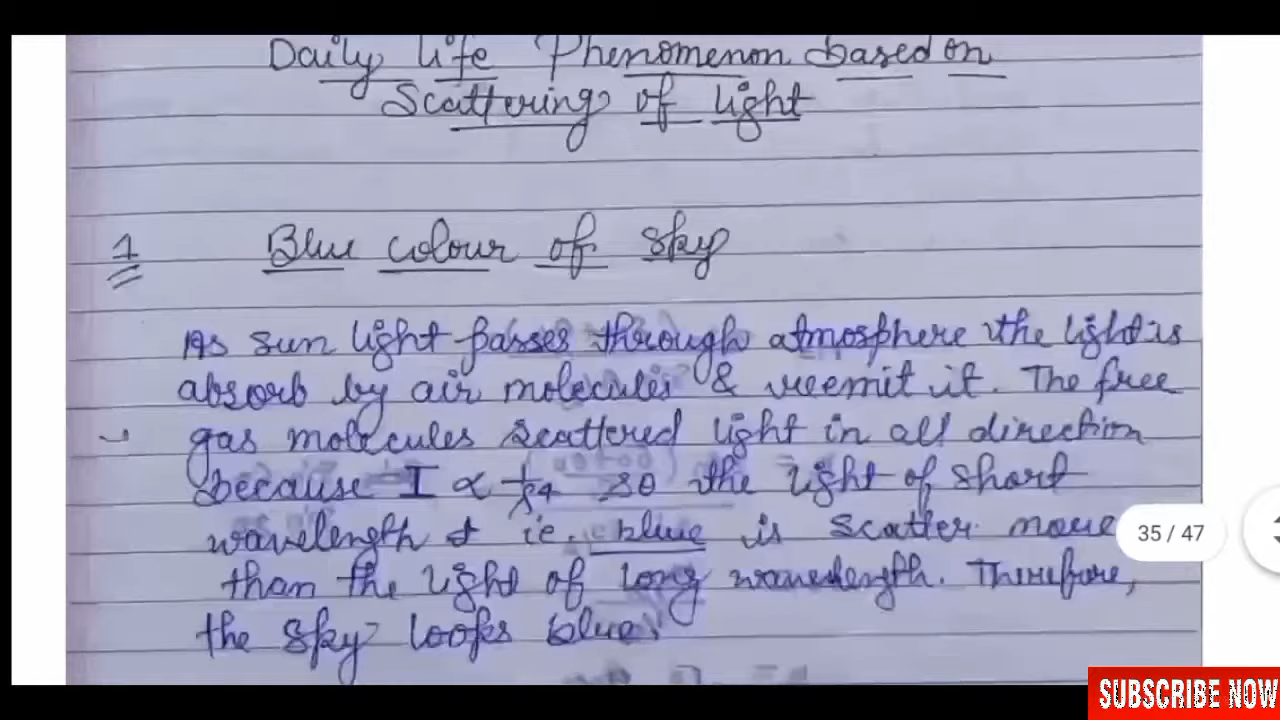 Daily life Phenomenon based on
Scattering of light
1 Blue colour of sky
As sun light passes through atmosphere the light is
absorb by air molecules & reemit it. The free
gas molecules scattered light in all direction
because I ∝ 1/λ4 so the light of short
wavelength i.e. blue is scatter more
than the light of long wavelength. Therefore,
the sky looks blue.
35 / 47
SUBSCRIBE NOW